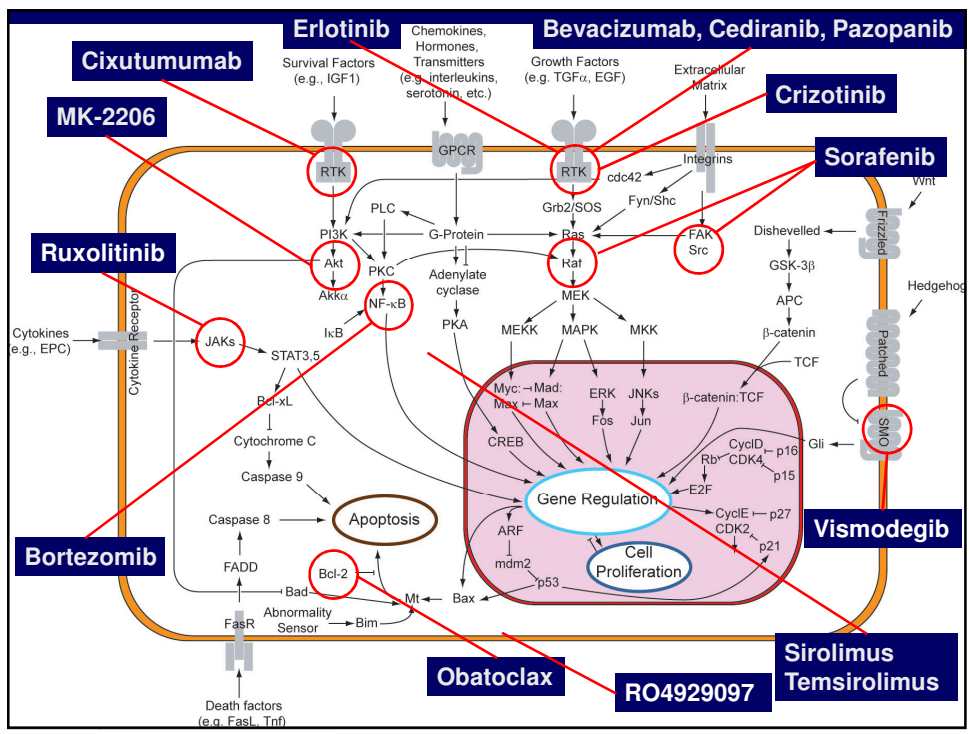 Erlotinib
Bevacizumab, Cediranib, Pazopanib
Cixutumumab
Chemokines,
Hormones,
Transmitters
(e.g., interleukins,
serotonin, etc.)
Survival Factors
(e.g., IGF1)
Growth Factors
(e.g. TGFα, EGF)
Extracellular
Matrix
Crizotinib
MK-2206
Sorafenib
RTK
GPCR
RTK
Integrins
cdc42
Wnt
Fyn/Shc
Grb2/SOS
PLC
PI3K
G-Protein
Ras
FAK
Src
Dishevelled
Frizzled
Ruxolitinib
Akt
PKC
Adenylate
cyclase
Raf
GSK-3β
Akkα
NF-κB
MEK
APC
Hedgehog
IκB
PKA
MEKK
MAPK
MKK
β-catenin
Cytokines
(e.g., EPC)
Cytokine Receptor
JAKs
STAT3,5
TCF
Patched
Myc:
Mad:
Max
Max
ERK
JNKs
β-catenin:TCF
Bcl-xL
Fos
Jun
Cytochrome C
CREB
Gli
SMO
CycID
p16
Rb
CDK4
p15
Caspase 9
E2F
Gene Regulation
Caspase 8
Apoptosis
CyclE
p27
CDK2
p21
ARF
Vismodegib
Bortezomib
Cell
Proliferation
mdm2
FADD
Bcl-2
p53
Bad
Mt
Bax
Abnormality
Sensor
Bim
FasR
Obatoclax
RO4929097
Sirolimus
Temsirolimus
Death factors
(e.g. FasL, Tnf)